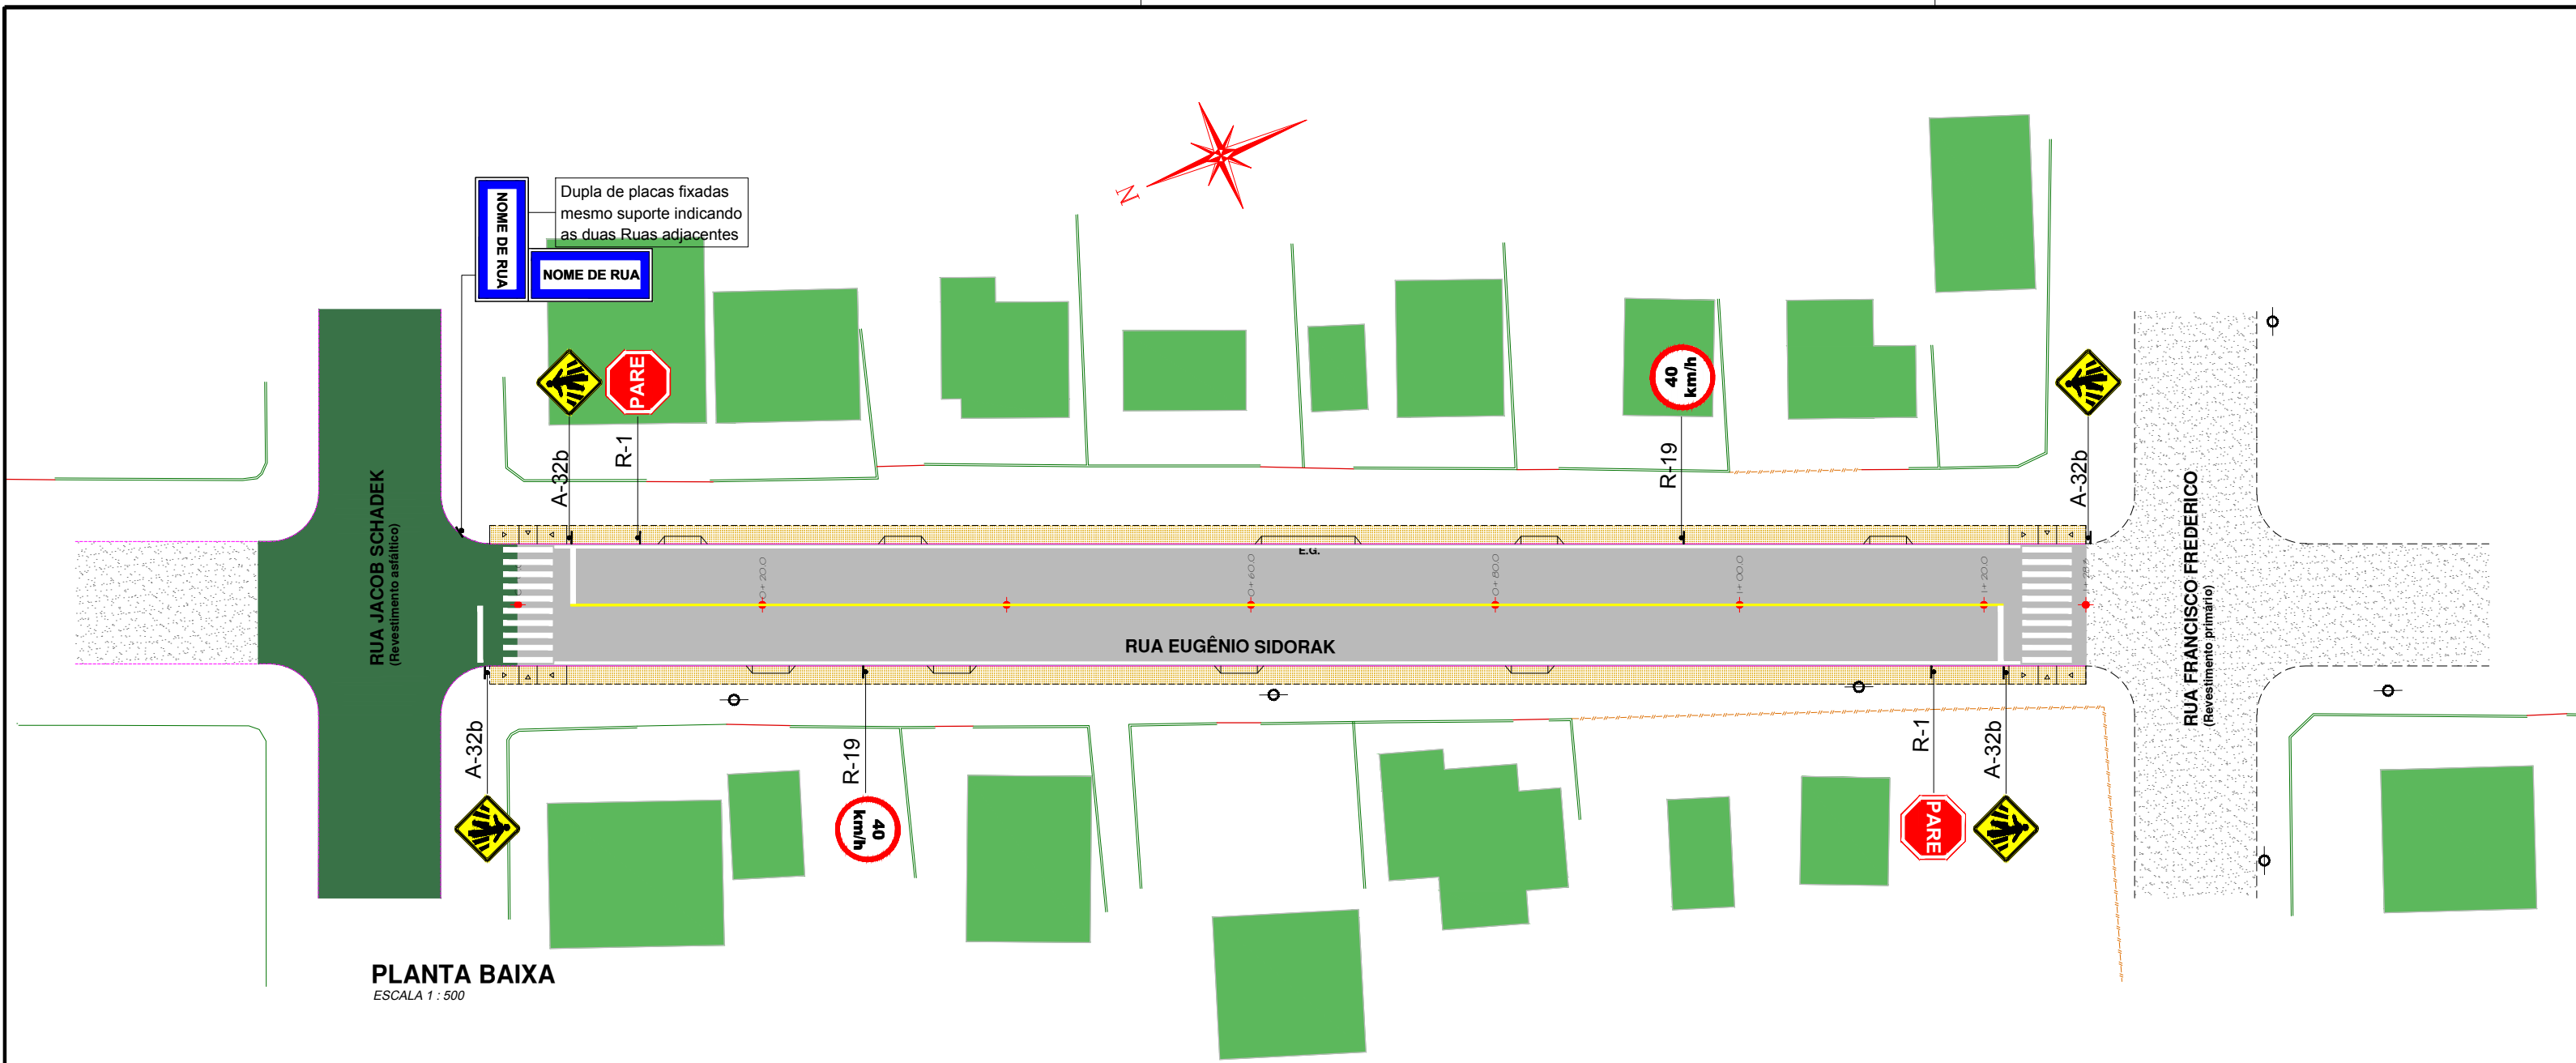 N
NOME DE RUA
Dupla de placas fixadas
mesmo suporte indicando
as duas Ruas adjacentes
NOME DE RUA
PARE
40
km/h
A-32b
R-1
R-19
A-32b
RUA JACOB SCHADEK
(Revestimento asfáltico)
RUA FRANCISCO FREDERICO
(Revestimento primário)
E.G.
0+20.0
0+60.0
0+80.0
1+00.0
1+20.0
RUA EUGÊNIO SIDORAK
A-32b
R-19
R-1
A-32b
40
km/h
PARE
PLANTA BAIXA
ESCALA 1 : 500